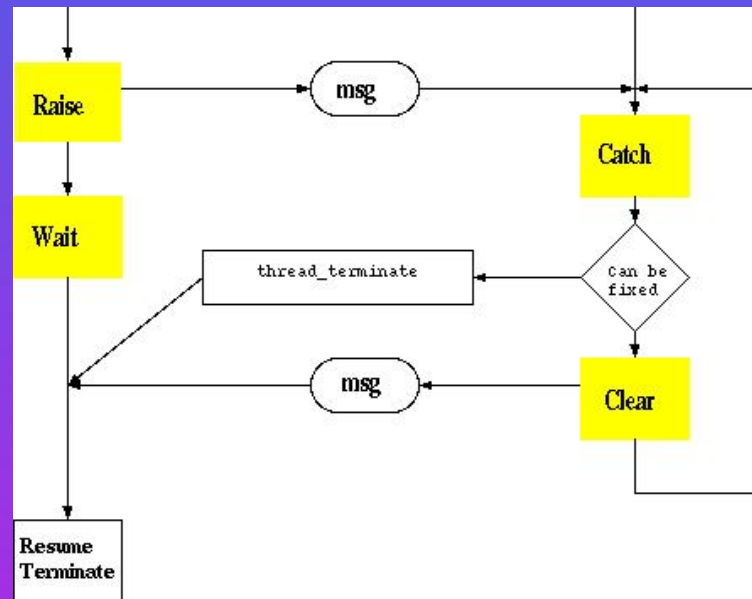 msg
Raise
Catch
Wait
thread_terminate
Can be
fixed
msg
Clear
Resume
Terminate